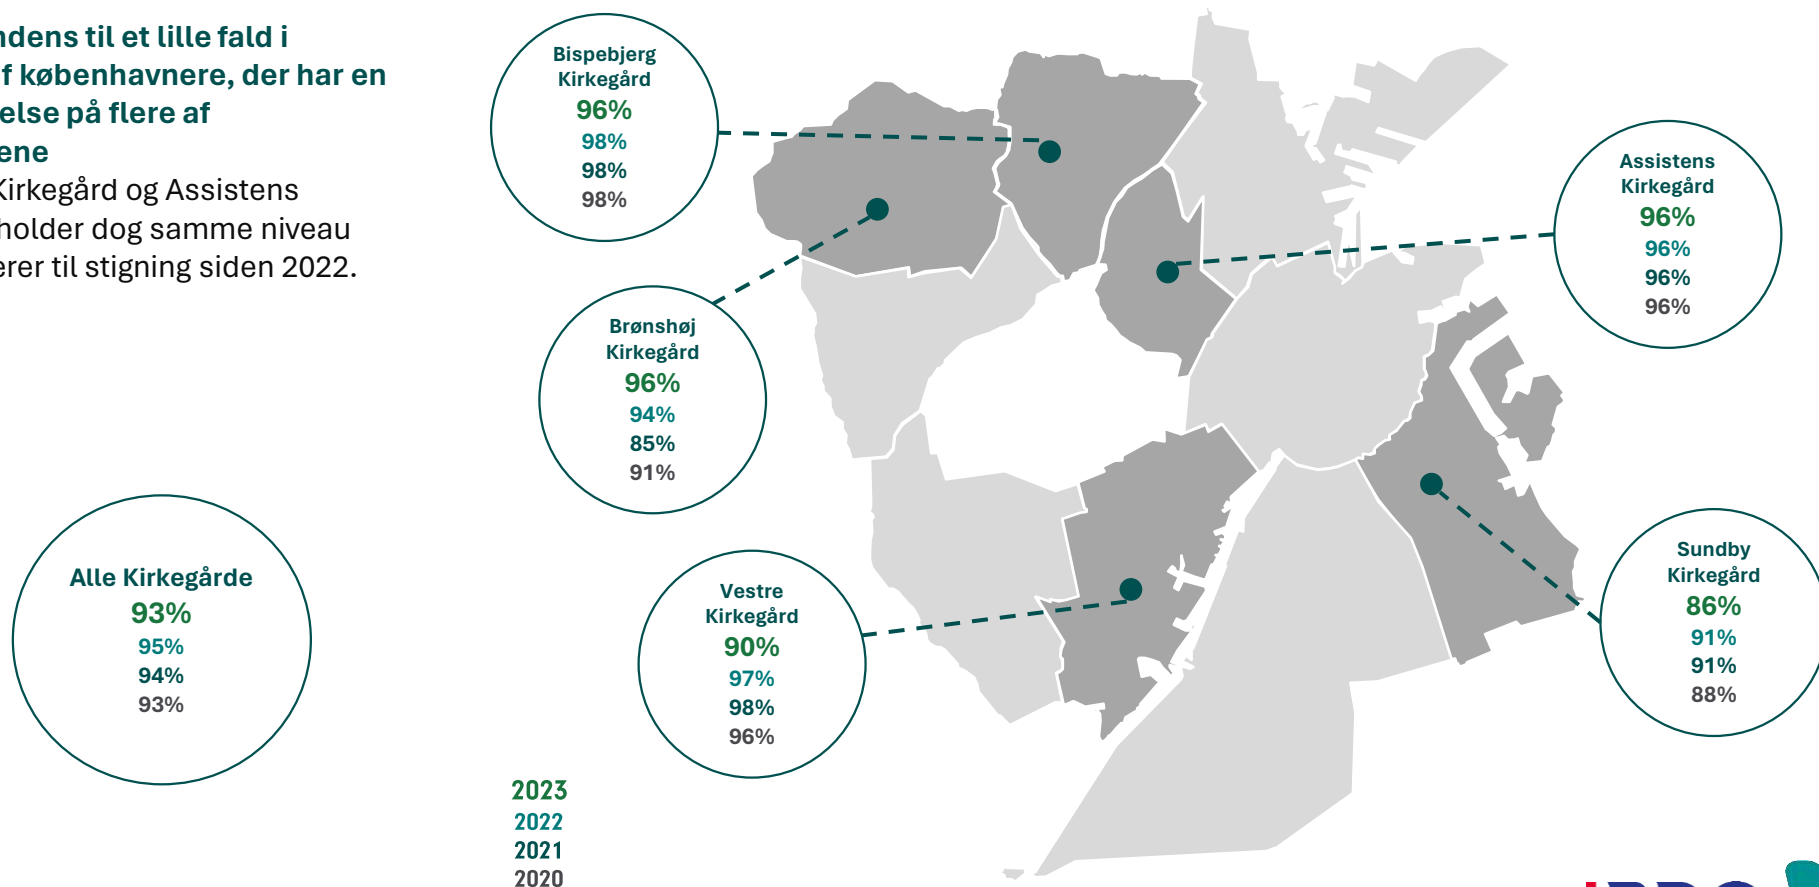 ndens til et lille fald i
f københavnere, der har en
else på flere af
ene
Kirkegård og Assistens
holder dog samme niveau
erer til stigning siden 2022.
Bispebjerg
Kirkegård
96%
98%
98%
98%
Assistens
Kirkegård
96%
96%
96%
96%
Brønshøj
Kirkegård
96%
94%
85%
91%
Alle Kirkegårde
93%
95%
94%
93%
Vestre
Kirkegård
90%
97%
98%
96%
Sundby
Kirkegård
86%
91%
91%
88%
2023
2022
2021
2020